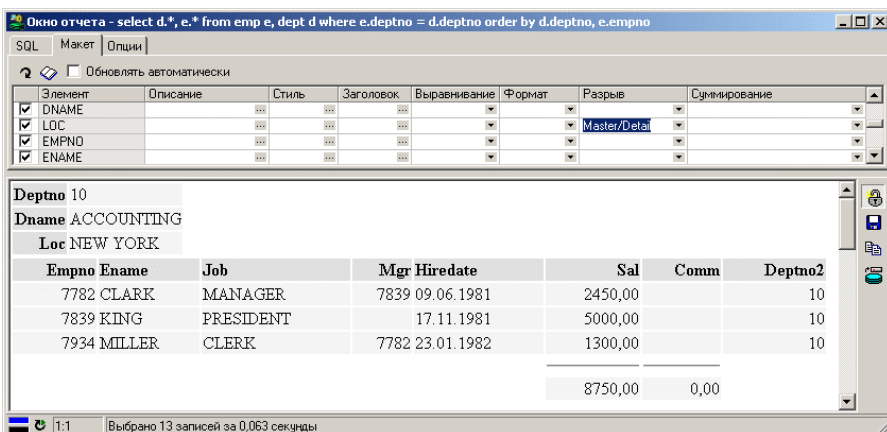 Окно отчета - select d.*, e.* from emp e, dept d where e.deptno = d.deptno order by d.deptno, e.empno
SQL Макет Опции
Обновлять автоматически
Элемент Описание Стиль Заголовок Выравнивание Формат Разрыв Суммирование
DNAME
LOC Master/Detail
EMPNO
ENAME
Deptno 10
Dname ACCOUNTING
Loc NEW YORK
Empno Ename Job Mgr Hiredate Sal Comm Deptno2
7782 CLARK MANAGER 7839 09.06.1981 2450,00 10
7839 KING PRESIDENT 17.11.1981 5000,00 10
7934 MILLER CLERK 7782 23.01.1982 1300,00 10
8750,00 0,00
1:1 Выбрано 13 записей за 0,063 секунды